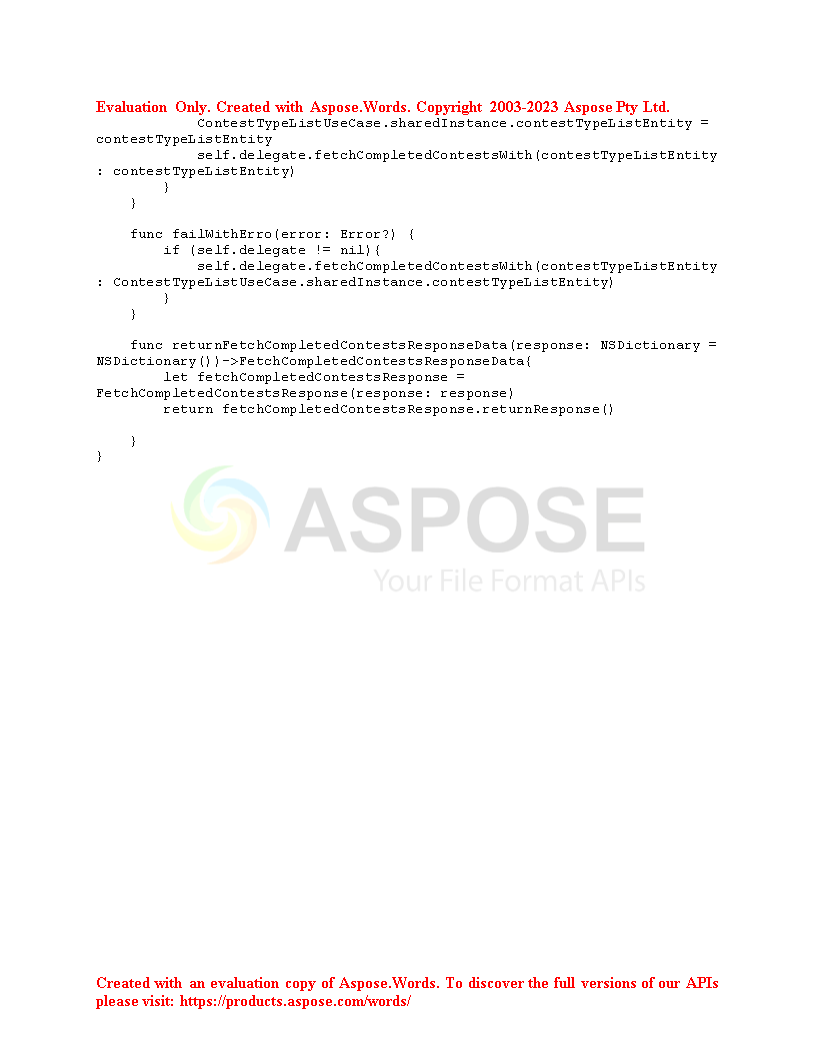 Evaluation Only. Created with Aspose.Words. Copyright 2003-2023 Aspose Pty Ltd.
            ContestTypeListUseCase.sharedInstance.contestTypeListEntity =
contestTypeListEntity
            self.delegate.fetchCompletedContestsWith(contestTypeListEntity
: contestTypeListEntity)
        }
    }

    func failWithErro(error: Error?) {
        if (self.delegate != nil){
            self.delegate.fetchCompletedContestsWith(contestTypeListEntity
: ContestTypeListUseCase.sharedInstance.contestTypeListEntity)
        }
    }

    func returnFetchCompletedContestsResponseData(response: NSDictionary =
NSDictionary())->FetchCompletedContestsResponseData{
        let fetchCompletedContestsResponse =
FetchCompletedContestsResponse(response: response)
        return fetchCompletedContestsResponse.returnResponse()

    }
}
ASPOSE
Your File Format APIs
Created with an evaluation copy of Aspose.Words. To discover the full versions of our APIs
please visit: https://products.aspose.com/words/